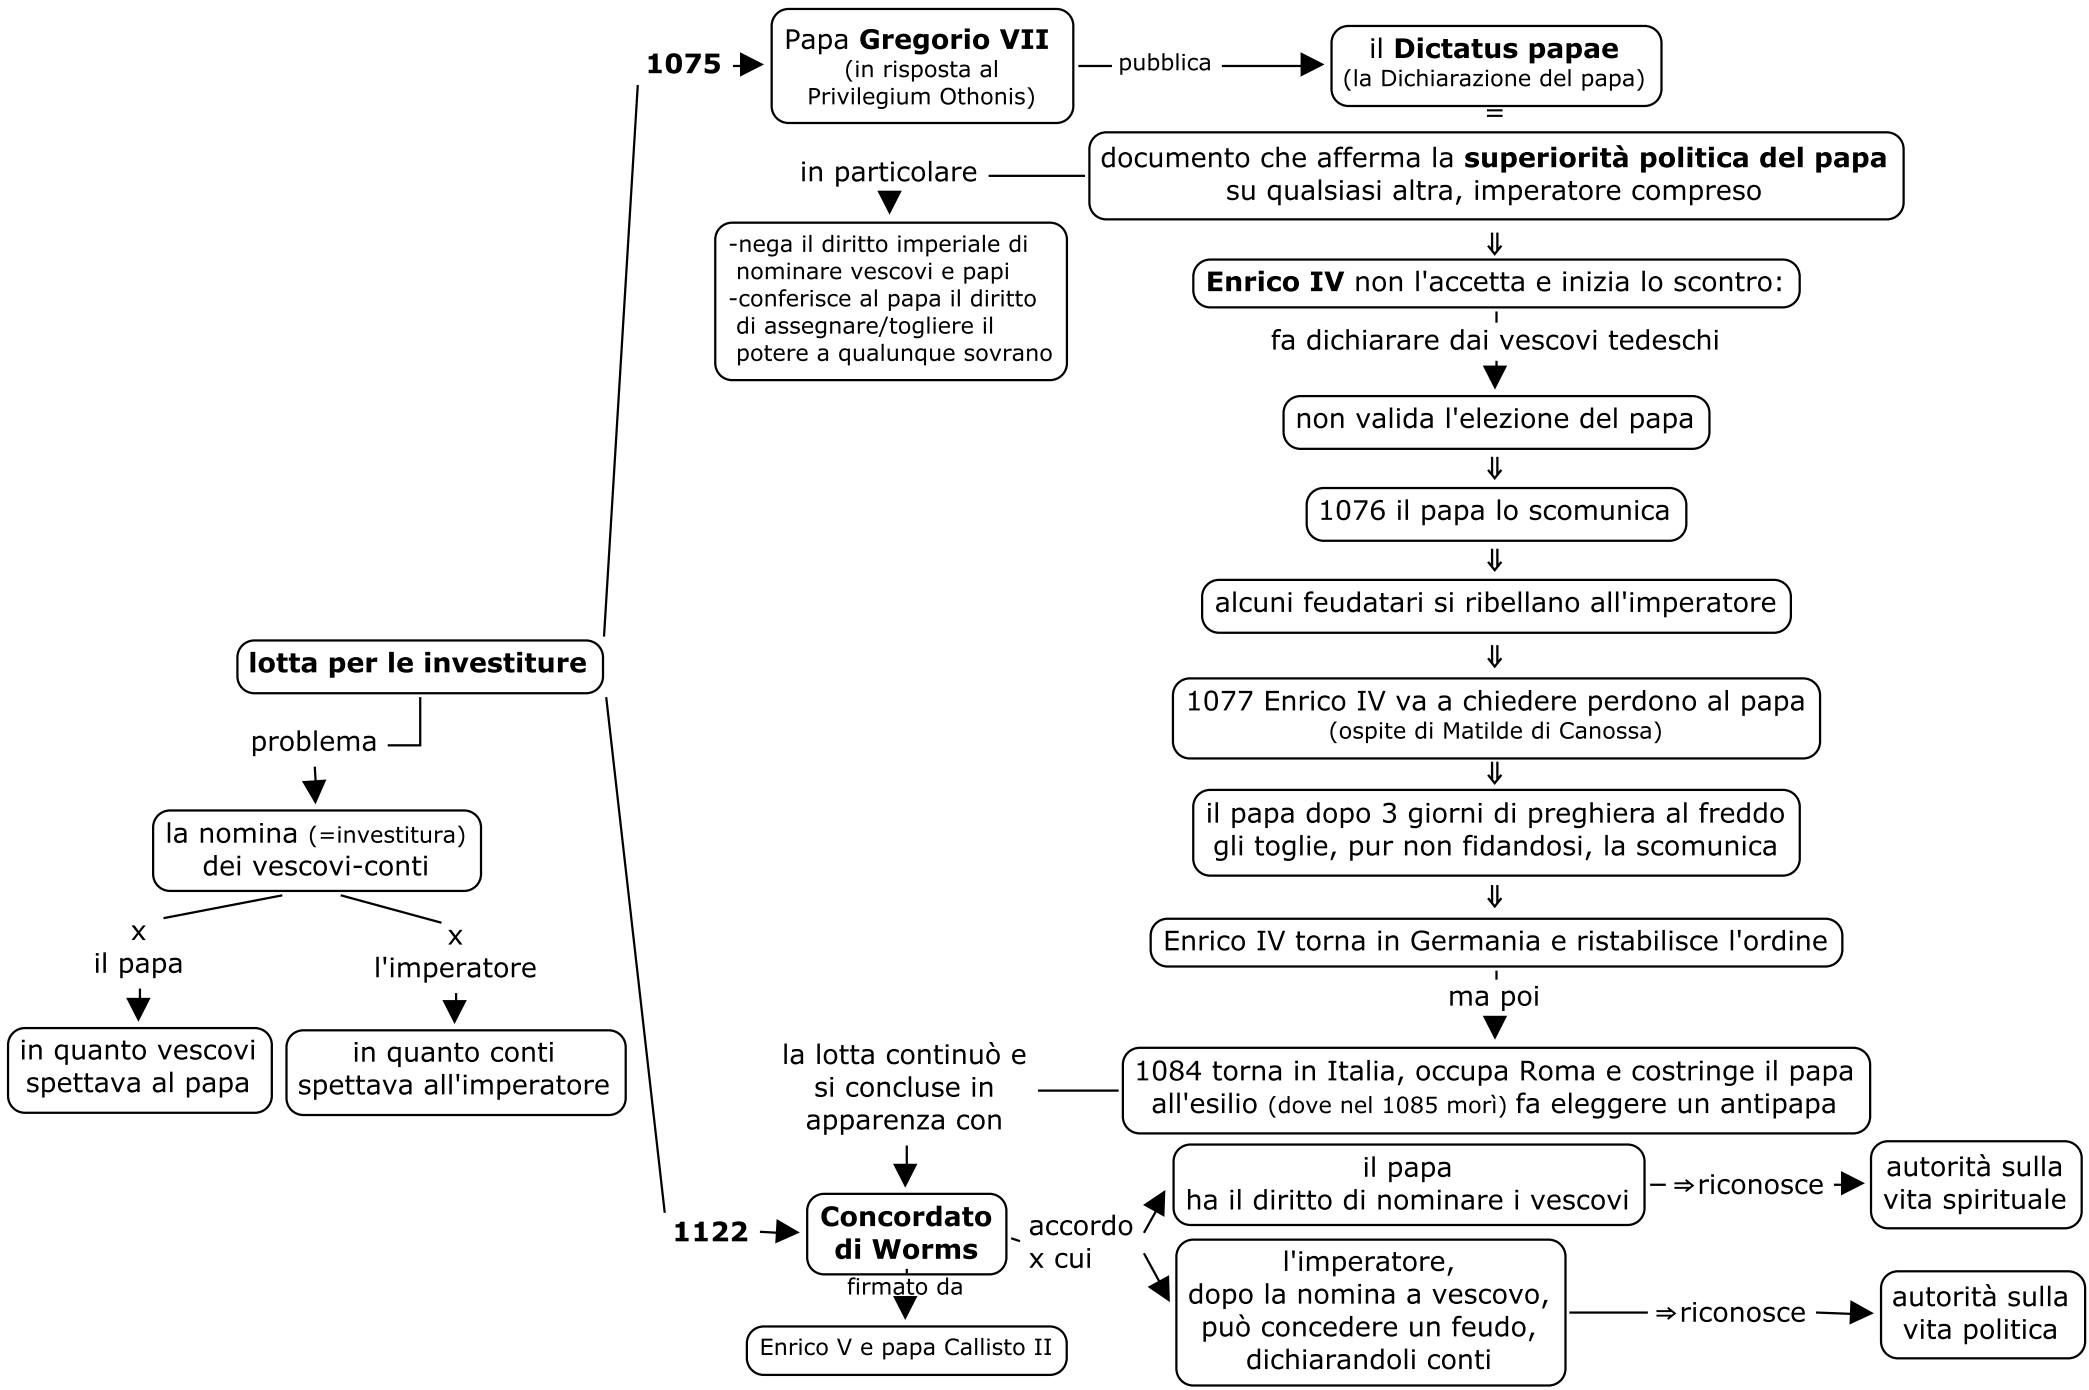 1075
Papa Gregorio VII
(in risposta al
Privilegium Othonis)
pubblica
il Dictatus papae
(la Dichiarazione del papa)
=
documento che afferma la superiorità politica del papa
su qualsiasi altra, imperatore compreso
in particolare
-nega il diritto imperiale di
nominare vescovi e papi
-conferisce al papa il diritto
di assegnare/togliere il
potere a qualunque sovrano
⇓
Enrico IV non l'accetta e inizia lo scontro:
fa dichiarare dai vescovi tedeschi
non valida l'elezione del papa
⇓
1076 il papa lo scomunica
⇓
alcuni feudatari si ribellano all'imperatore
⇓
1077 Enrico IV va a chiedere perdono al papa
(ospite di Matilde di Canossa)
⇓
il papa dopo 3 giorni di preghiera al freddo
gli toglie, pur non fidandosi, la scomunica
⇓
Enrico IV torna in Germania e ristabilisce l'ordine
ma poi
1084 torna in Italia, occupa Roma e costringe il papa
all'esilio (dove nel 1085 morì) fa eleggere un antipapa
la lotta continuò e
si concluse in
apparenza con
lotta per le investiture
problema
la nomina (=investitura)
dei vescovi-conti
x
il papa
in quanto vescovi
spettava al papa
x
l'imperatore
in quanto conti
spettava all'imperatore
1122
Concordato
di Worms
firmato da
Enrico V e papa Callisto II
accordo
x cui
il papa
ha il diritto di nominare i vescovi
⇒riconosce
autorità sulla
vita spirituale
l'imperatore,
dopo la nomina a vescovo,
può concedere un feudo,
dichiarandoli conti
⇒riconosce
autorità sulla
vita politica